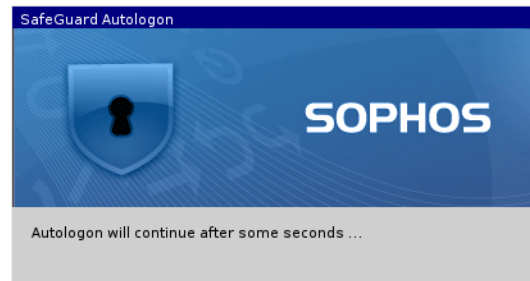 SafeGuard Autologon
SOPHOS
Autologon will continue after some seconds ...